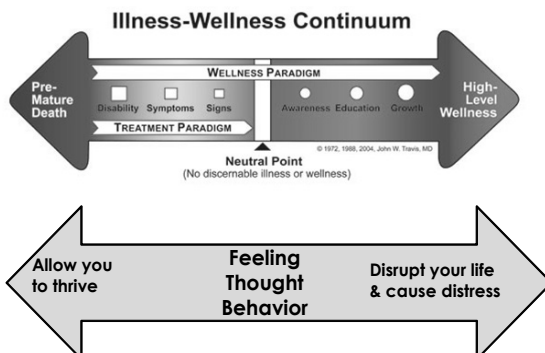 Illness-Wellness Continuum
WELLNESS PARADIGM
Pre-
Mature
Death
Disability Symptoms Signs
Awareness Education Growth
High-
Level
Wellness
TREATMENT PARADIGM
© 1972, 1988, 2004, John W. Travis, MD
Neutral Point
(No discernable illness or wellness)
Allow you
to thrive
Feeling
Thought
Behavior
Disrupt your life
& cause distress